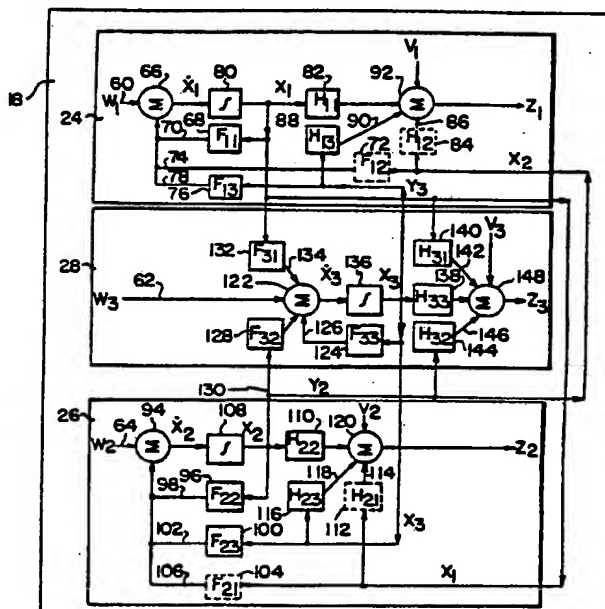 18
24
W₁ 60
66
Σ
Ẋ₁
80
∫
X₁
82
H₁₁
92
V₁
Σ
Z₁
70
68
F₁₁
88
H₁₃
90
86
F₁₂
84
74
72
F₁₂
X₂
78
76
F₁₃
Y₃
28
132
F₃₁
134
136
140
H₃₁
142
V₃
W₃
62
122
Σ
Ẋ₃
∫
X₃
138
H₃₃
148
Σ
Z₃
128
F₃₂
126
124
F₃₃
H₃₂
146
144
130
Y₂
26
W₂ 64
94
Σ
Ẋ₂
108
∫
X₂
110
H₂₂
120
V₂
Σ
Z₂
98
96
F₂₂
118
116
H₂₃
114
H₂₁
112
102
100
F₂₃
X₃
106
104
F₂₁
X₁